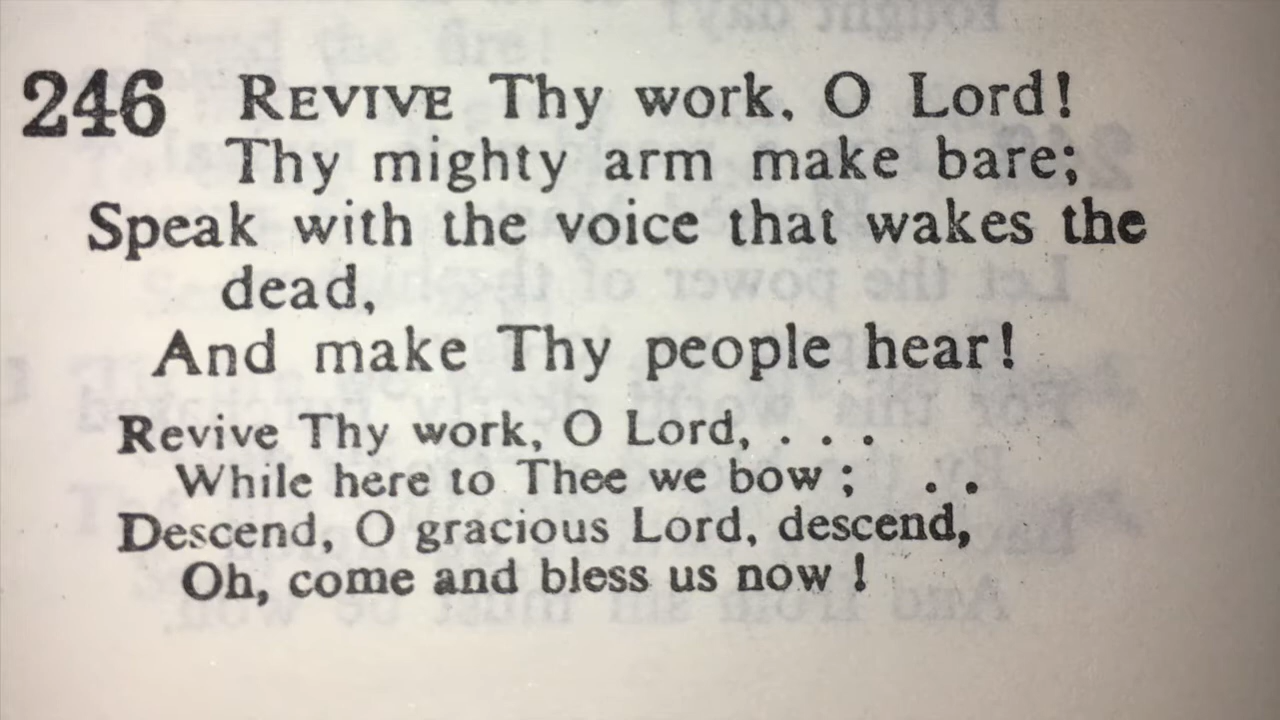 246 REVIVE Thy work, O Lord!
Thy mighty arm make bare;
Speak with the voice that wakes the
dead,
And make Thy people hear!
Revive Thy work, O Lord, . . .
While here to Thee we bow ; . .
Descend, O gracious Lord, descend,
Oh, come and bless us now !